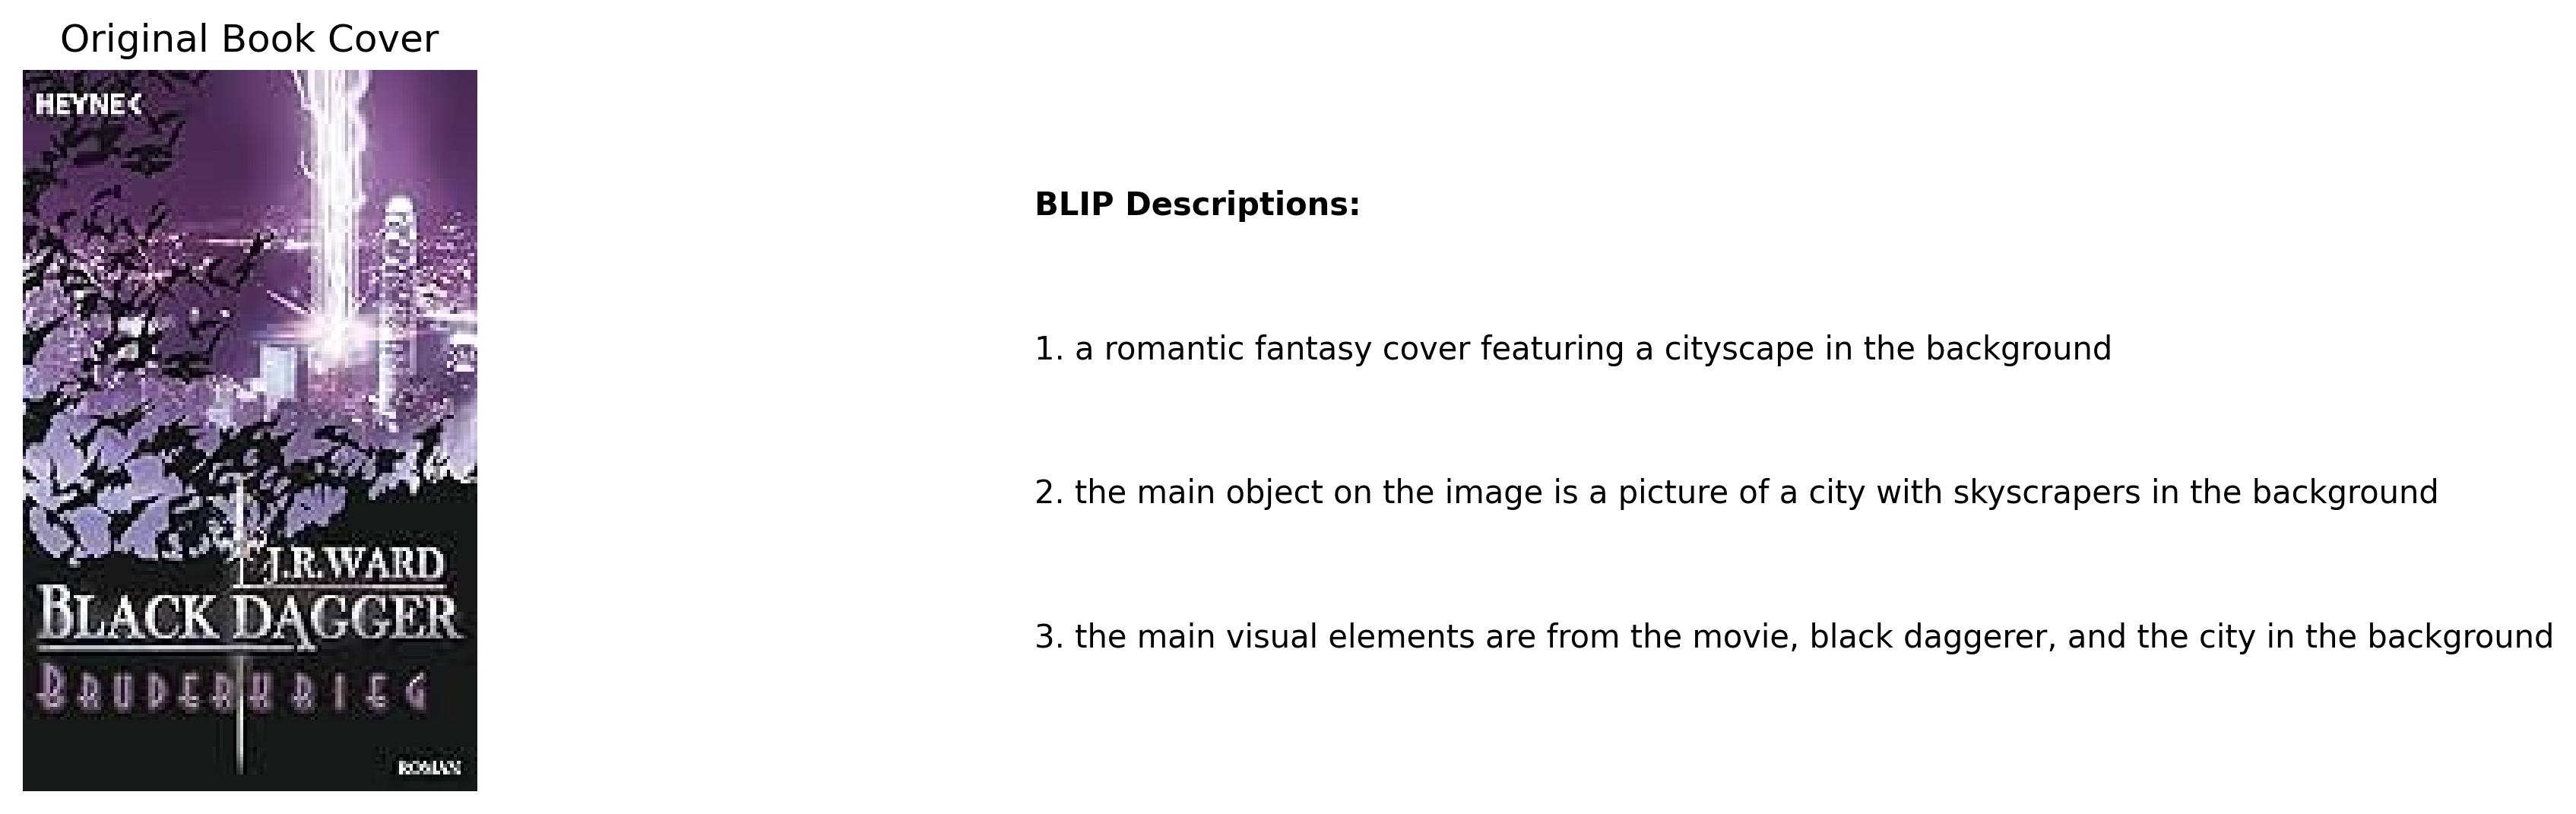 Original Book Cover
HEYNE
J.R.WARD
BLACK DAGGER
BRUDERKRIEG
ROMAN
BLIP Descriptions:
1. a romantic fantasy cover featuring a cityscape in the background
2. the main object on the image is a picture of a city with skyscrapers in the background
3. the main visual elements are from the movie, black daggerer, and the city in the background